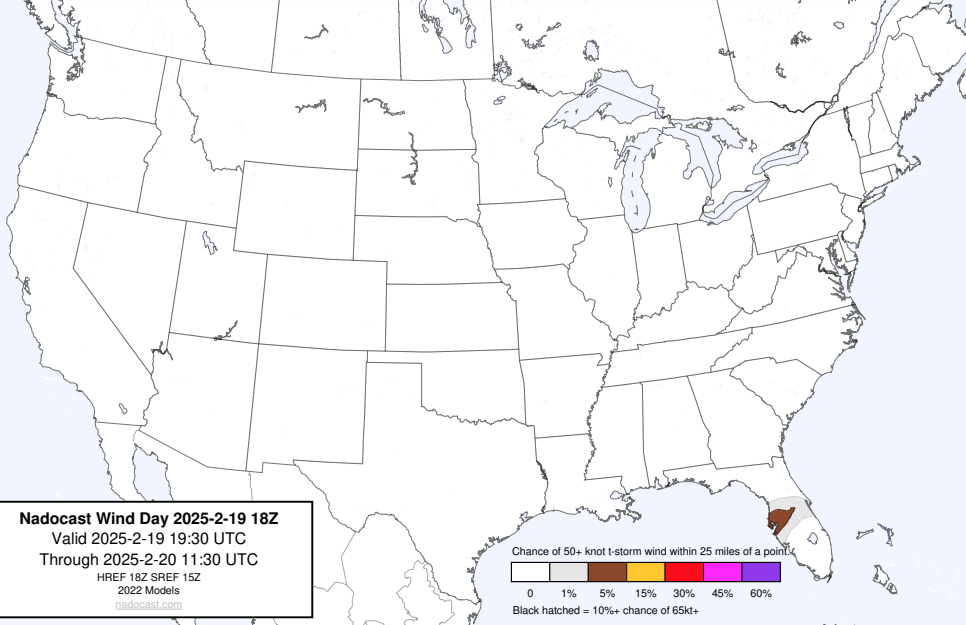 Nadocast Wind Day 2025-2-19 18Z
Valid 2025-2-19 19:30 UTC
Through 2025-2-20 11:30 UTC
HREF 18Z SREF 15Z
2022 Models
nadocast.com
Chance of 50+ knot t-storm wind within 25 miles of a point.
0 1% 5% 15% 30% 45% 60%
Black hatched = 10%+ chance of 65kt+